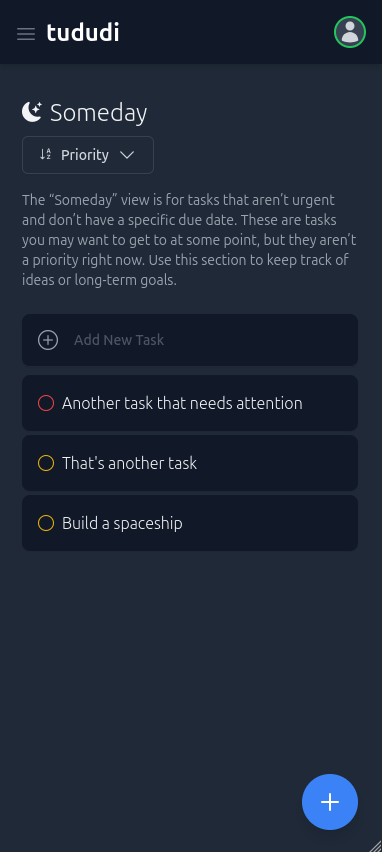 tududi
Someday
Priority
The “Someday” view is for tasks that aren’t urgent
and don’t have a specific due date. These are tasks
you may want to get to at some point, but they aren’t
a priority right now. Use this section to keep track of
ideas or long-term goals.
Add New Task
Another task that needs attention
That's another task
Build a spaceship